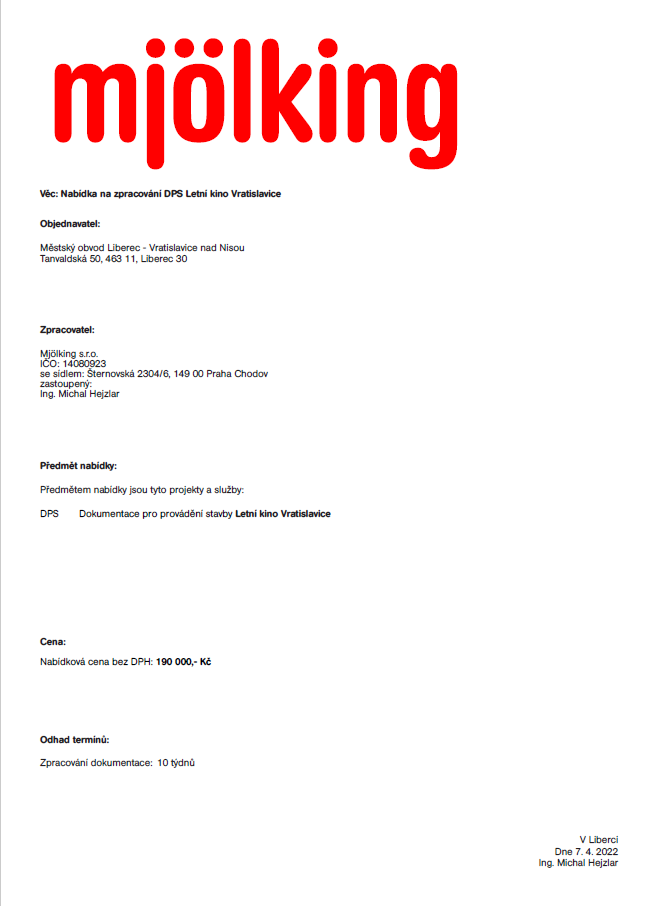 mjölking
Věc: Nabídka na zpracování DPS Letní kino Vratislavice
Objednavatel:
Městský obvod Liberec - Vratislavice nad Nisou
Tanvaldská 50, 463 11, Liberec 30
Zpracovatel:
Mjölking s.r.o.
IČO: 14080923
se sídlem: Šternovská 2304/6, 149 00 Praha Chodov
zastoupený:
Ing. Michal Hejzlar
Předmět nabídky:
Předmětem nabídky jsou tyto projekty a služby:
DPS Dokumentace pro provádění stavby Letní kino Vratislavice
Cena:
Nabídková cena bez DPH: 190 000,- Kč
Odhad termínů:
Zpracování dokumentace: 10 týdnů
V Liberci
Dne 7. 4. 2022
Ing. Michal Hejzlar